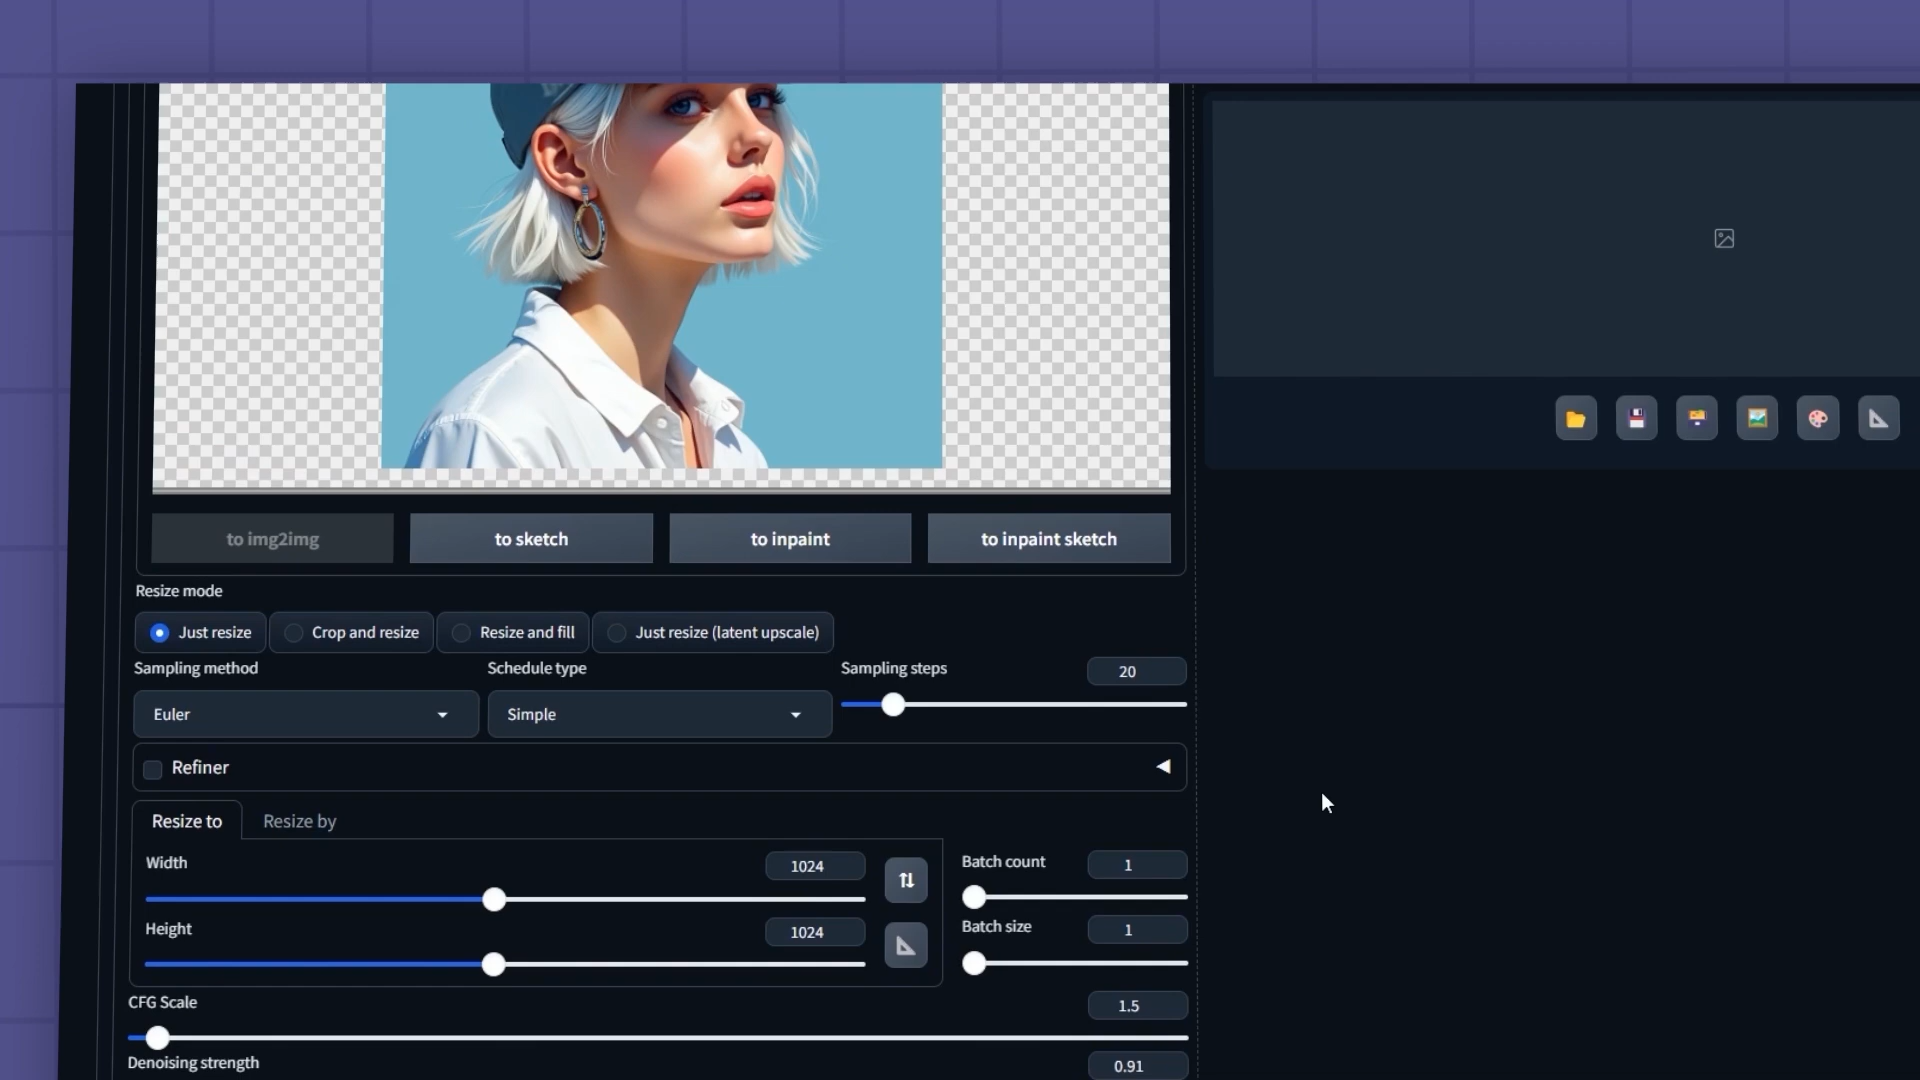 to img2img
to sketch
to inpaint
to inpaint sketch
Resize mode
Just resize
Crop and resize
Resize and fill
Just resize (latent upscale)
Sampling method
Schedule type
Sampling steps
20
Euler
Simple
Refiner
Resize to
Resize by
Width
1024
Batch count
1
Height
1024
Batch size
1
CFG Scale
1.5
Denoising strength
0.91